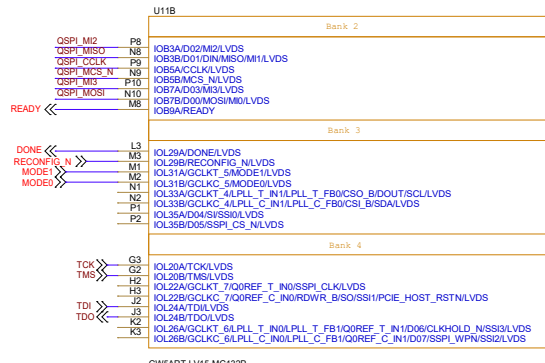 U11B
Bank 2
QSPI_MI2 P8 IOB3A/D02/MI2/LVDS
QSPI_MISO N8 IOB3B/D01/DIN/MISO/MI1/LVDS
QSPI_CCLK P9 IOB5A/CCLK/LVDS
QSPI_MCS_N N9 IOB5B/MCS_N/LVDS
QSPI_MI3 P10 IOB7A/D03/MI3/LVDS
QSPI_MOSI N10 IOB7B/D00/MOSI/MI0/LVDS
READY M8 IOB9A/READY
Bank 3
DONE L3 IOL29A/DONE/LVDS
RECONFIG_N M3 IOL29B/RECONFIG_N/LVDS
MODE1 M1 IOL31A/GCLKT_5/MODE1/LVDS
MODE0 M2 IOL31B/GCLKC_5/MODE0/LVDS
N1 IOL33A/GCLKT_4/LPLL_T_IN1/LPLL_T_FB0/CSO_B/DOUT/SCL/LVDS
N2 IOL33B/GCLKC_4/LPLL_C_IN1/LPLL_C_FB0/CSI_B/SDA/LVDS
P1 IOL35A/D04/SI/SSI0/LVDS
P2 IOL35B/D05/SSPI_CS_N/LVDS
Bank 4
TCK G3 IOL20A/TCK/LVDS
TMS G2 IOL20B/TMS/LVDS
H2 IOL22A/GCLKT_7/Q0REF_T_IN0/SSPI_CLK/LVDS
H3 IOL22B/GCLKC_7/Q0REF_C_IN0/RDWR_B/SO/SSI1/PCIE_HOST_RSTN/LVDS
TDI J2 IOL24A/TDI/LVDS
TDO J3 IOL24B/TDO/LVDS
K2 IOL26A/GCLKT_6/LPLL_T_IN0/LPLL_T_FB1/Q0REF_T_IN1/D06/CLKHOLD_N/SSI3/LVDS
K3 IOL26B/GCLKC_6/LPLL_C_IN0/LPLL_C_FB1/Q0REF_C_IN1/D07/SSPI_WPN/SSI2/LVDS